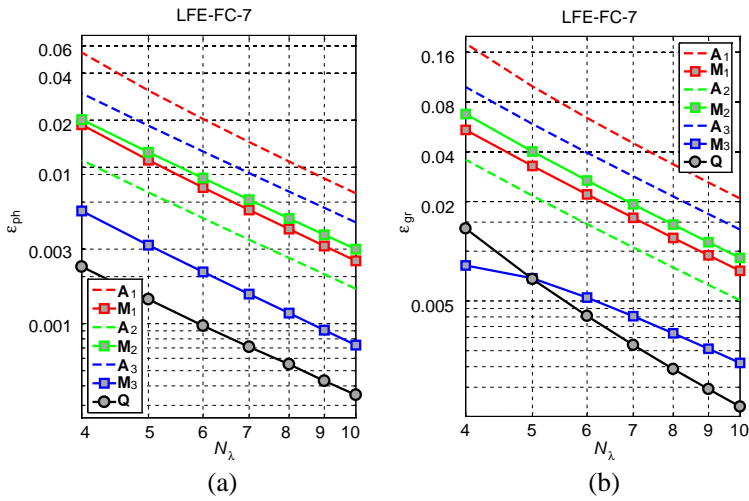 LFE-FC-7
0.06
0.04
0.02
0.01
0.003
0.001
ε_ph
A₁
M₁
A₂
M₂
A₃
M₃
Q
4 5 6 7 8 9 10
N_λ
(a)
LFE-FC-7
0.16
0.08
0.04
0.02
0.005
ε_gr
A₁
M₁
A₂
M₂
A₃
M₃
Q
4 5 6 7 8 9 10
N_λ
(b)